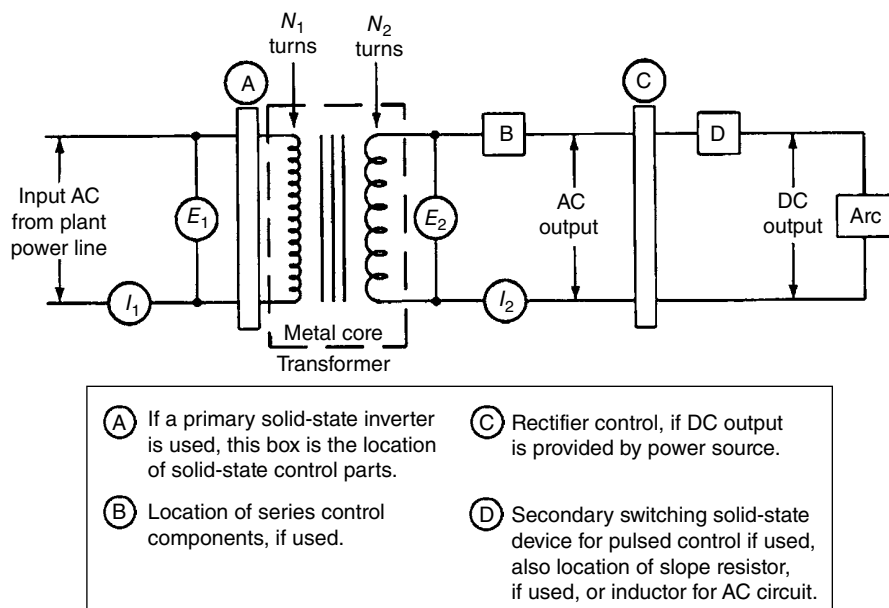 N1
turns
N2
turns
A
C
B
D
Input AC
from plant
power line
E1
E2
AC
output
DC
output
Arc
I1
I2
Metal core
Transformer
A If a primary solid-state inverter
is used, this box is the location
of solid-state control parts.
B Location of series control
components, if used.
C Rectifier control, if DC output
is provided by power source.
D Secondary switching solid-state
device for pulsed control if used,
also location of slope resistor,
if used, or inductor for AC circuit.